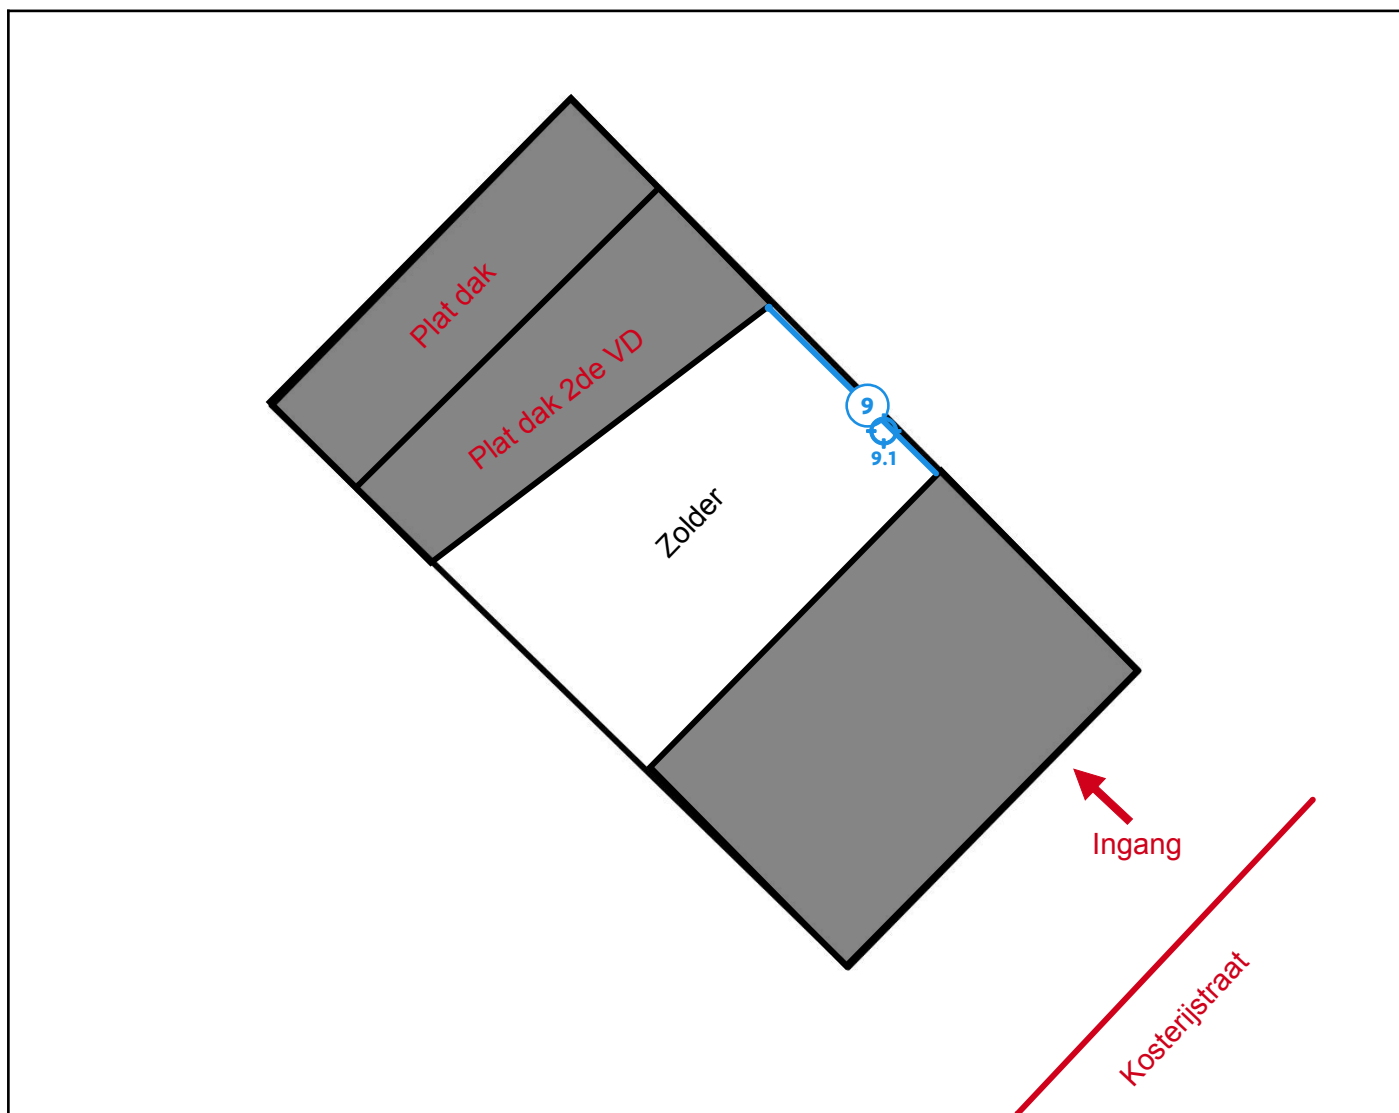 Plat dak
Plat dak 2de VD
9
9.1
Zolder
Ingang
Kosterijstraat